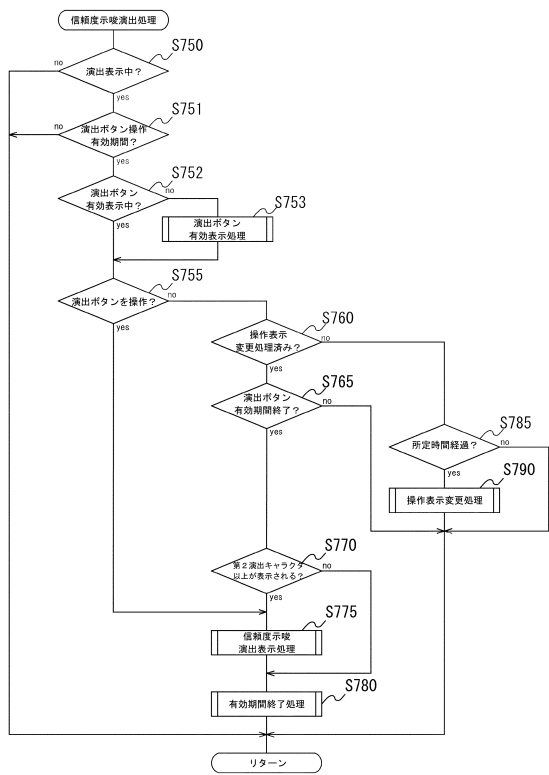 信頼度示唆演出処理
S750
no
演出表示中？
yes
S751
no
演出ボタン操作
有効期間？
yes
S752
演出ボタン
有効表示中？
no
yes
S753
演出ボタン
有効表示処理
S755
演出ボタンを操作？
no
yes
S760
操作表示
変更処理済み？
no
yes
S765
演出ボタン
有効期間終了？
no
yes
S785
所定時間経過？
no
yes
S790
操作表示変更処理
S770
第２演出キャラクタ
以上が表示される？
no
yes
S775
信頼度示唆
演出表示処理
S780
有効期間終了処理
リターン